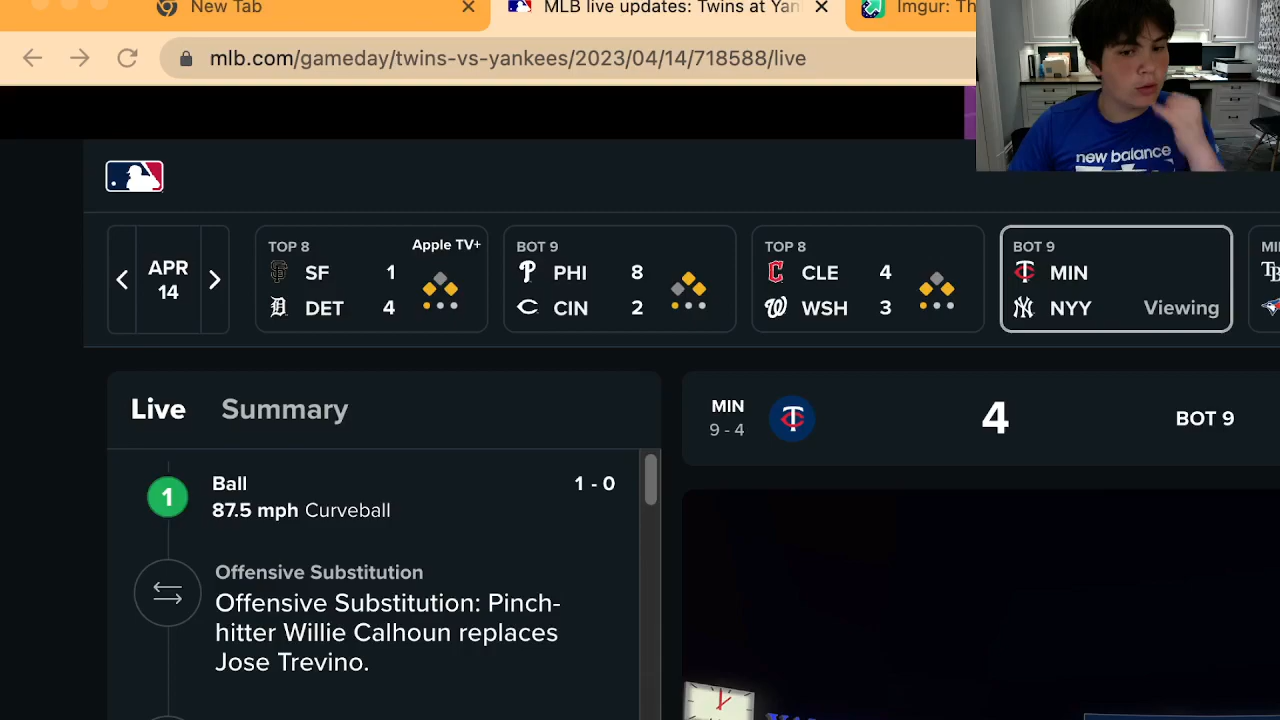 New Tab
MLB live updates: Twins at Yan
Imgur: Th
mlb.com/gameday/twins-vs-yankees/2023/04/14/718588/live
new balance
APR
14
TOP 8
Apple TV+
SF 1
DET 4
BOT 9
PHI 8
CIN 2
TOP 8
CLE 4
WSH 3
BOT 9
MIN
NYY Viewing
Live Summary
1 Ball 1 - 0
87.5 mph Curveball
Offensive Substitution
Offensive Substitution: Pinch-
hitter Willie Calhoun replaces
Jose Trevino.
MIN
9 - 4
4
BOT 9